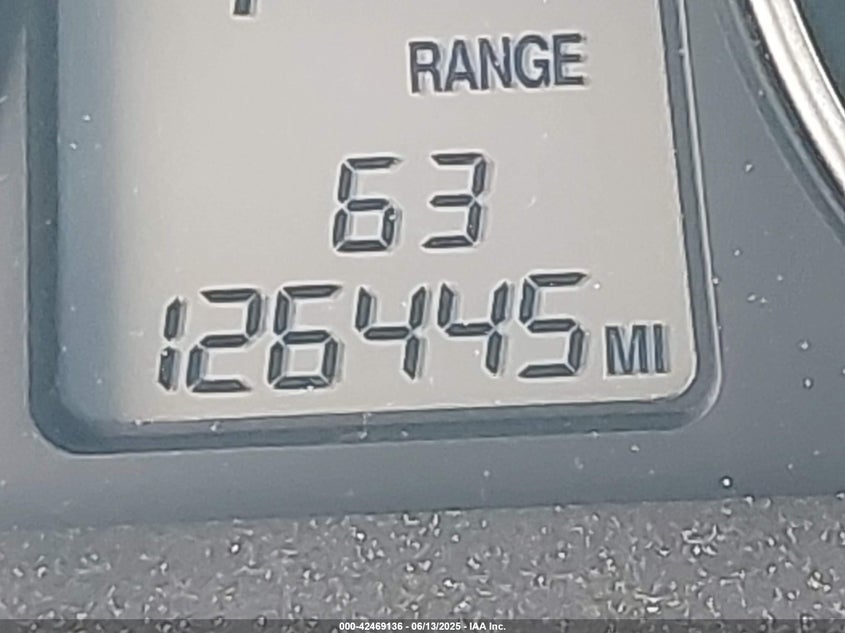 RANGE
63
126445 MI
000-42469136 - 06/13/2025 - IAA Inc.